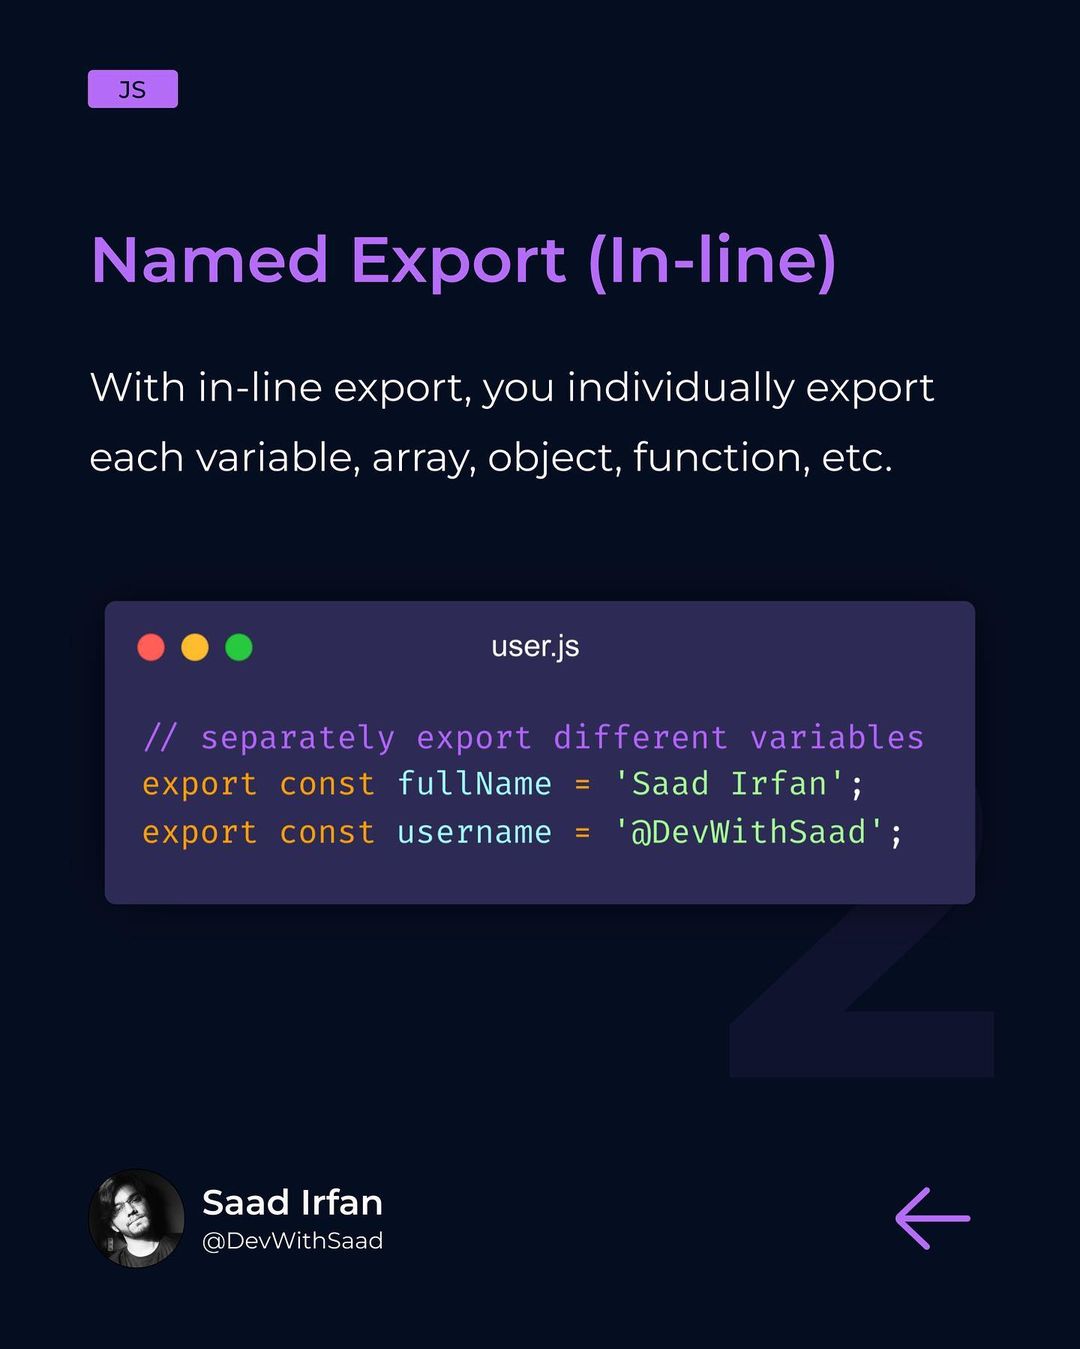 JS
Named Export (In-line)
With in-line export, you individually export
each variable, array, object, function, etc.
user.js
// separately export different variables
export const fullName = 'Saad Irfan';
export const username = '@DevWithSaad';
2
Saad Irfan
@DevWithSaad